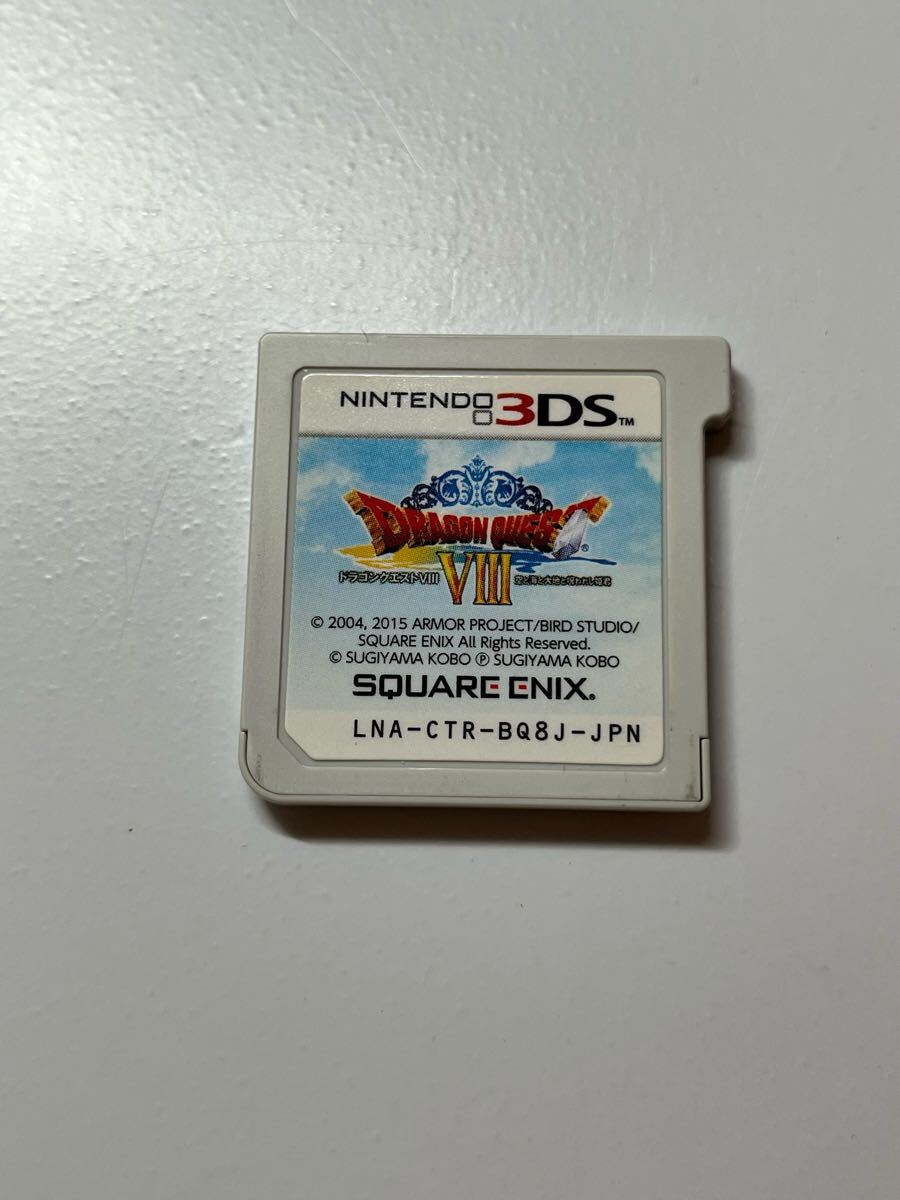 NINTENDO 3DS™
DRAGON QUEST®
VIII
ドラゴンクエストVIII 空と海と大地と呪われし姫君
© 2004, 2015 ARMOR PROJECT/BIRD STUDIO/
SQUARE ENIX All Rights Reserved.
© SUGIYAMA KOBO Ⓟ SUGIYAMA KOBO
SQUARE ENIX.
LNA-CTR-BQ8J-JPN